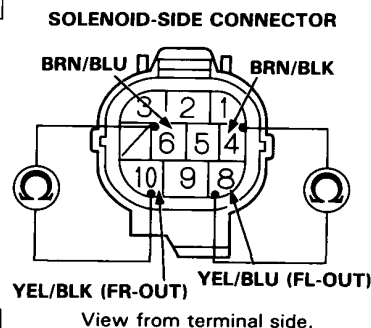 SOLENOID-SIDE CONNECTOR
BRN/BLU
BRN/BLK
3 2 1
6 5 4
10 9 8
Ω Ω
YEL/BLK (FR-OUT)
YEL/BLU (FL-OUT)
View from terminal side.